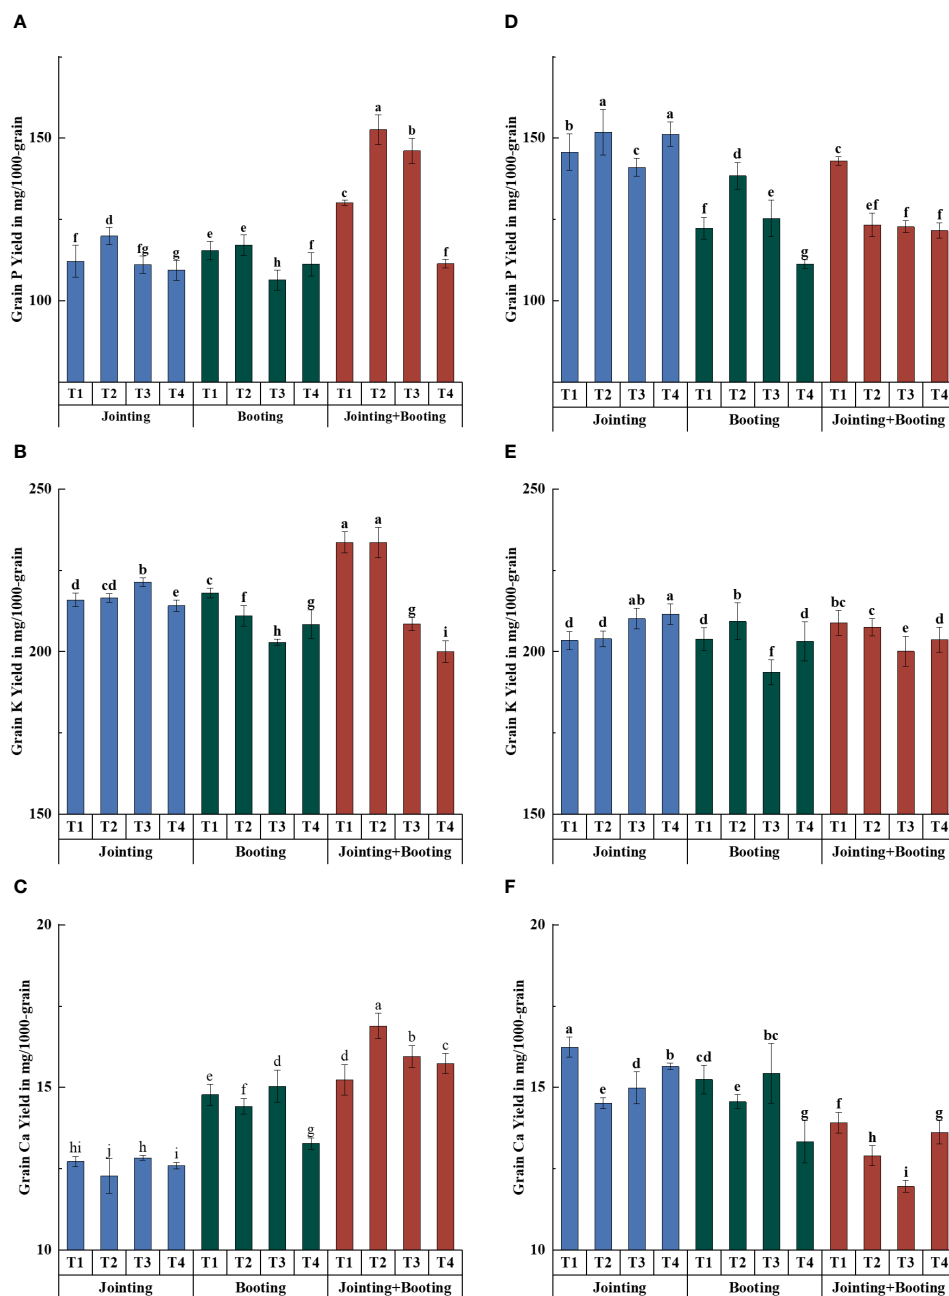 A
Grain P Yield in mg/1000-grain
150
100
f d fg g e e h f c a b f
T1 T2 T3 T4 T1 T2 T3 T4 T1 T2 T3 T4
Jointing Booting Jointing+Booting
D
Grain P Yield in mg/1000-grain
150
100
b a c a f d e g c ef f f
T1 T2 T3 T4 T1 T2 T3 T4 T1 T2 T3 T4
Jointing Booting Jointing+Booting
B
Grain K Yield in mg/1000-grain
250
200
150
d cd b e c f h g a a g i
T1 T2 T3 T4 T1 T2 T3 T4 T1 T2 T3 T4
Jointing Booting Jointing+Booting
E
Grain K Yield in mg/1000-grain
250
200
150
d d ab a d b f d bc c e d
T1 T2 T3 T4 T1 T2 T3 T4 T1 T2 T3 T4
Jointing Booting Jointing+Booting
C
Grain Ca Yield in mg/1000-grain
20
15
10
hi j h i e f d g d a b c
T1 T2 T3 T4 T1 T2 T3 T4 T1 T2 T3 T4
Jointing Booting Jointing+Booting
F
Grain Ca Yield in mg/1000-grain
20
15
10
a e d b cd e bc g f h i g
T1 T2 T3 T4 T1 T2 T3 T4 T1 T2 T3 T4
Jointing Booting Jointing+Booting